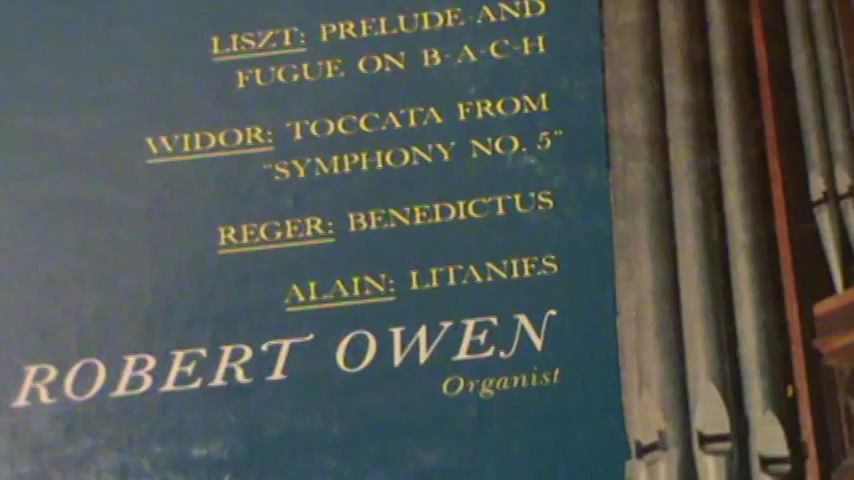 LISZT: PRELUDE AND
FUGUE ON B-A-C-H
WIDOR: TOCCATA FROM
"SYMPHONY NO. 5"
REGER: BENEDICTUS
ALAIN: LITANIES
ROBERT OWEN
Organist